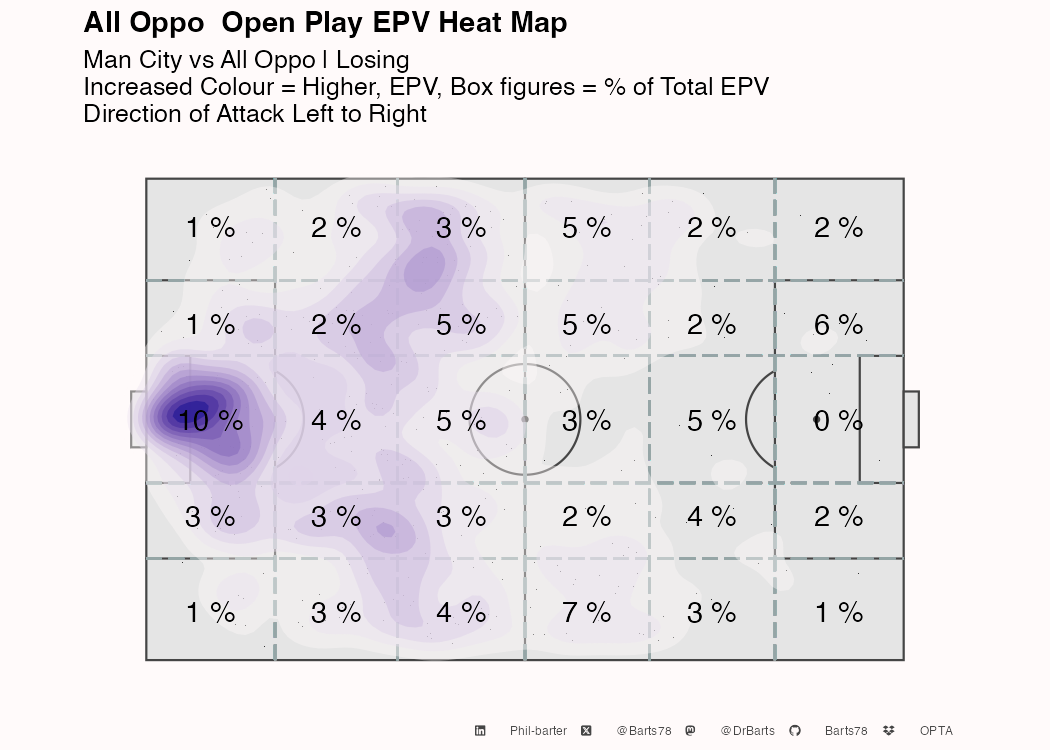 All Oppo  Open Play EPV Heat Map
Man City vs All Oppo | Losing
Increased Colour = Higher, EPV, Box figures = % of Total EPV
Direction of Attack Left to Right
1 % 2 % 3 % 5 % 2 % 2 %
1 % 2 % 5 % 5 % 2 % 6 %
10 % 4 % 5 % 3 % 5 % 0 %
3 % 3 % 3 % 2 % 4 % 2 %
1 % 3 % 4 % 7 % 3 % 1 %
Phil-barter @Barts78 @DrBarts Barts78 OPTA